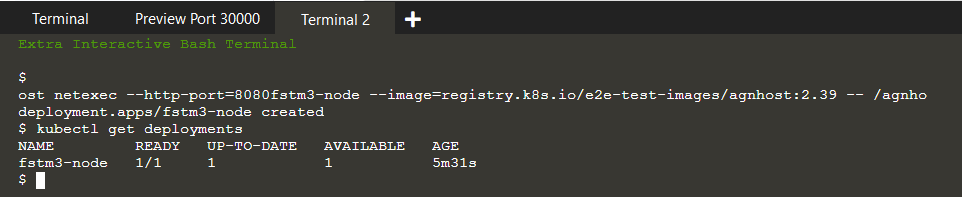 Terminal Preview Port 30000 Terminal 2 +
Extra Interactive Bash Terminal
$
ost netexec --http-port=8080fstm3-node --image=registry.k8s.io/e2e-test-images/agnhost:2.39 -- /agnho
deployment.apps/fstm3-node created
$ kubectl get deployments
NAME READY UP-TO-DATE AVAILABLE AGE
fstm3-node 1/1 1 1 5m31s
$